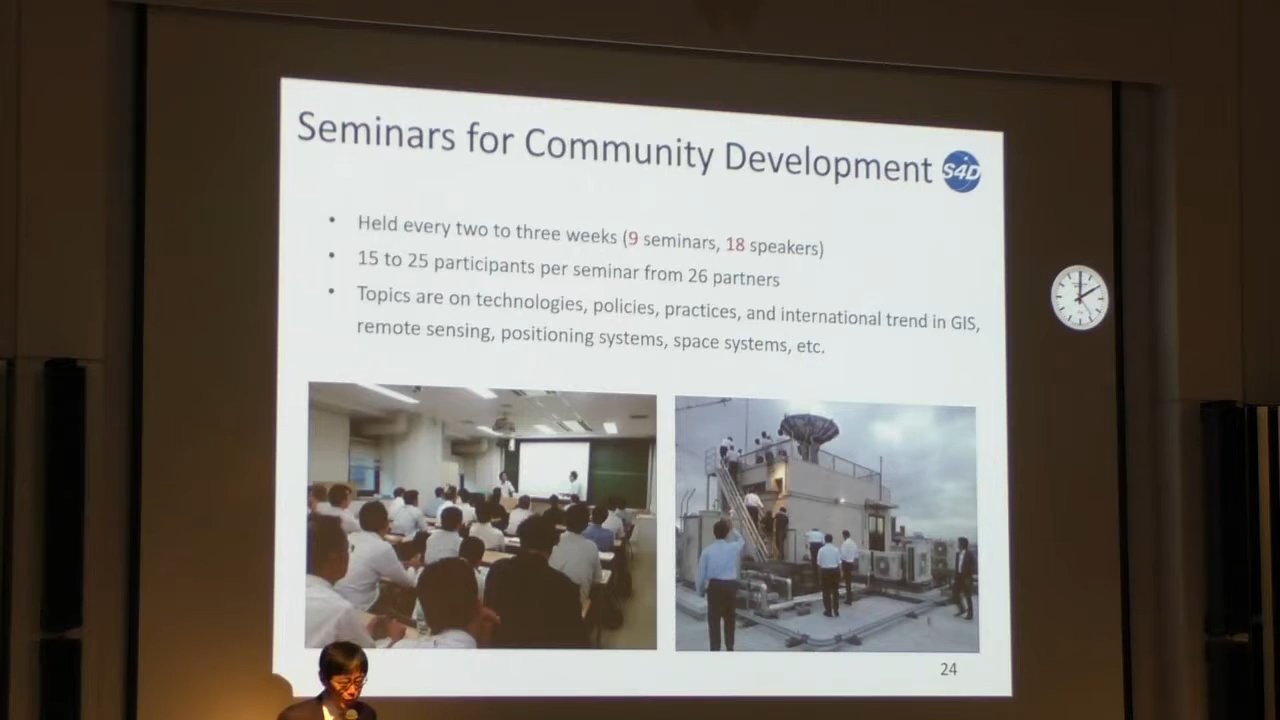 Seminars for Community Development
S4D
• Held every two to three weeks (9 seminars, 18 speakers)
• 15 to 25 participants per seminar from 26 partners
• Topics are on technologies, policies, practices, and international trend in GIS,
remote sensing, positioning systems, space systems, etc.
24